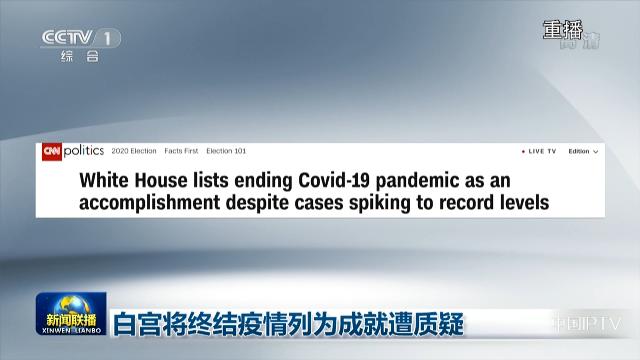 CCTV 1
综合
重播
高清
CNN politics 2020 Election Facts First Election 101 LIVE TV Edition
White House lists ending Covid-19 pandemic as an
accomplishment despite cases spiking to record levels
新闻联播
XINWEN LIANBO
白宫将终结疫情列为成就遭质疑
中国IPTV